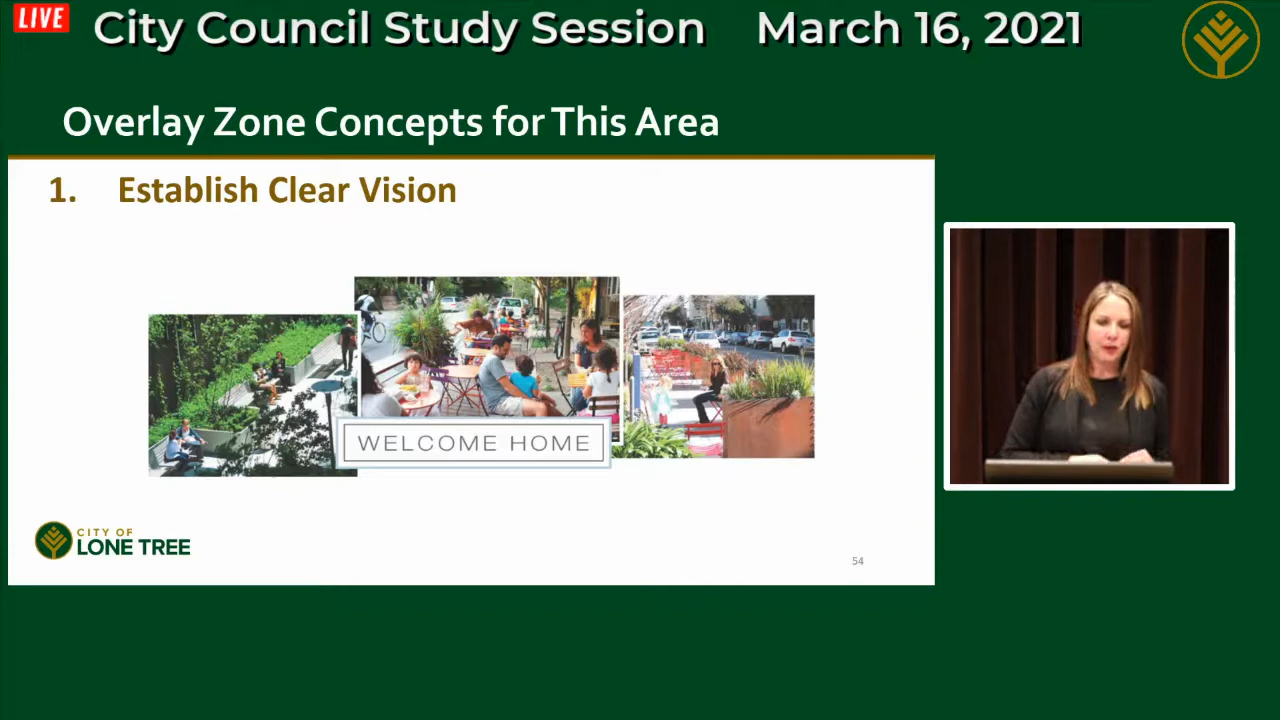 LIVE
City Council Study Session March 16, 2021
Overlay Zone Concepts for This Area
1. Establish Clear Vision
WELCOME HOME
CITY OF
LONE TREE
54